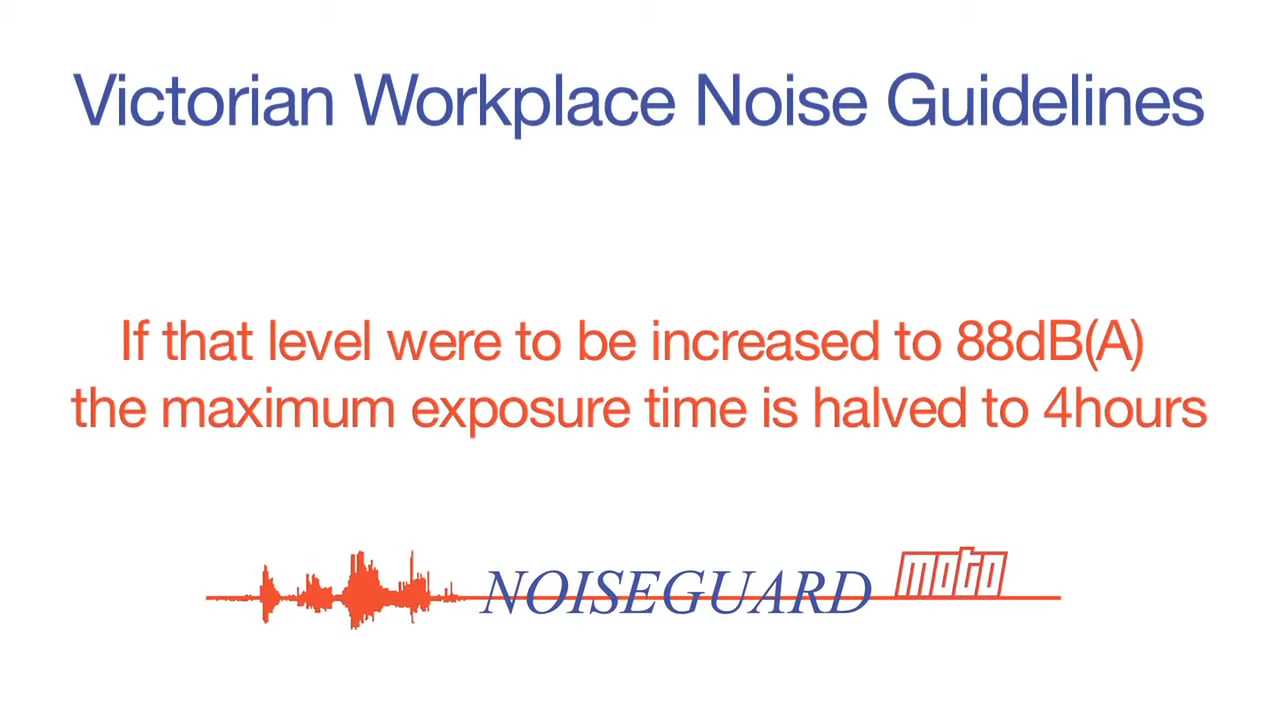 Victorian Workplace Noise Guidelines
If that level were to be increased to 88dB(A)
the maximum exposure time is halved to 4hours
NOISEGUARD moto